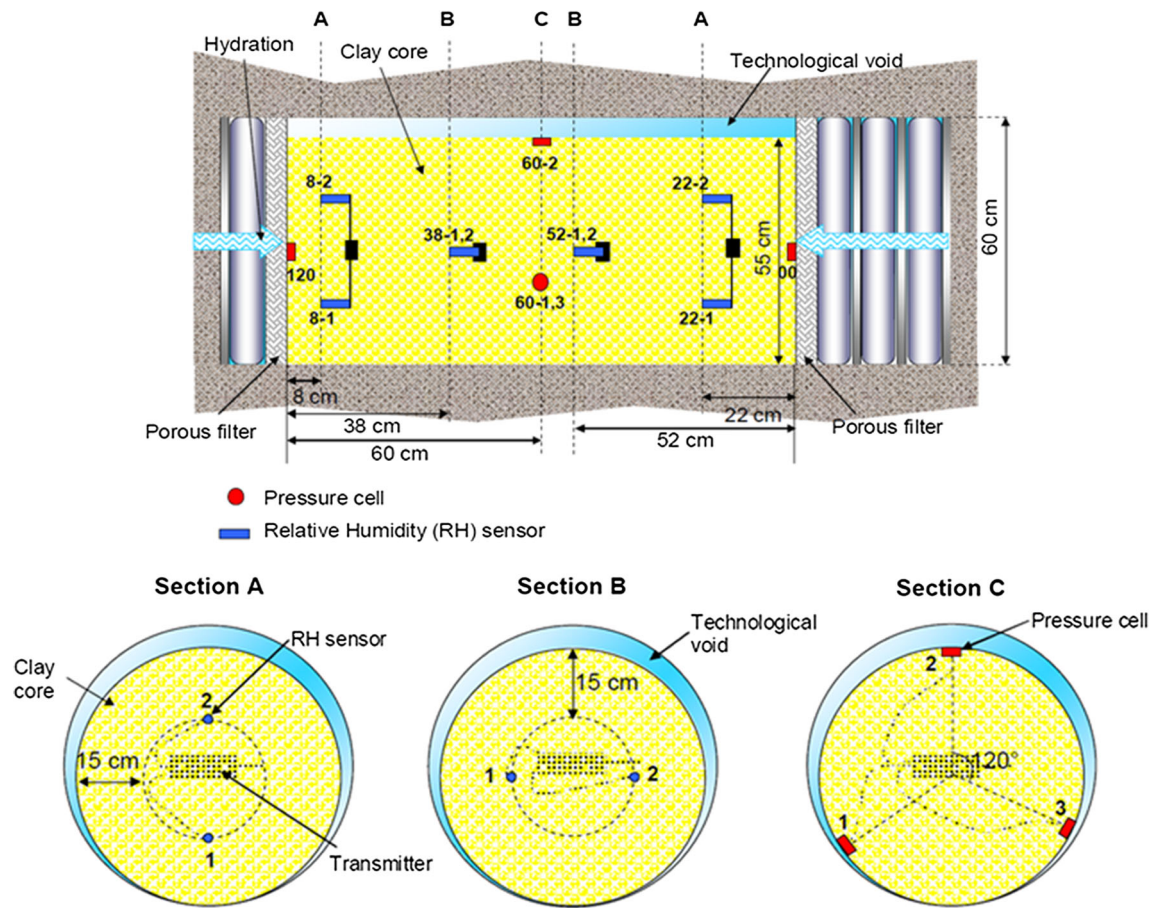 A B C B A
Hydration
Clay core
Technological void
60-2
8-2
22-2
38-1,2
52-1,2
120
00
60-1,3
8-1
22-1
55 cm
60 cm
8 cm
22 cm
Porous filter
38 cm
Porous filter
52 cm
60 cm
Pressure cell
Relative Humidity (RH) sensor
Section A
RH sensor
Clay
core
2
15 cm
1
Transmitter
Section B
Technological
void
15 cm
1
2
Section C
Pressure cell
2
120°
1
3